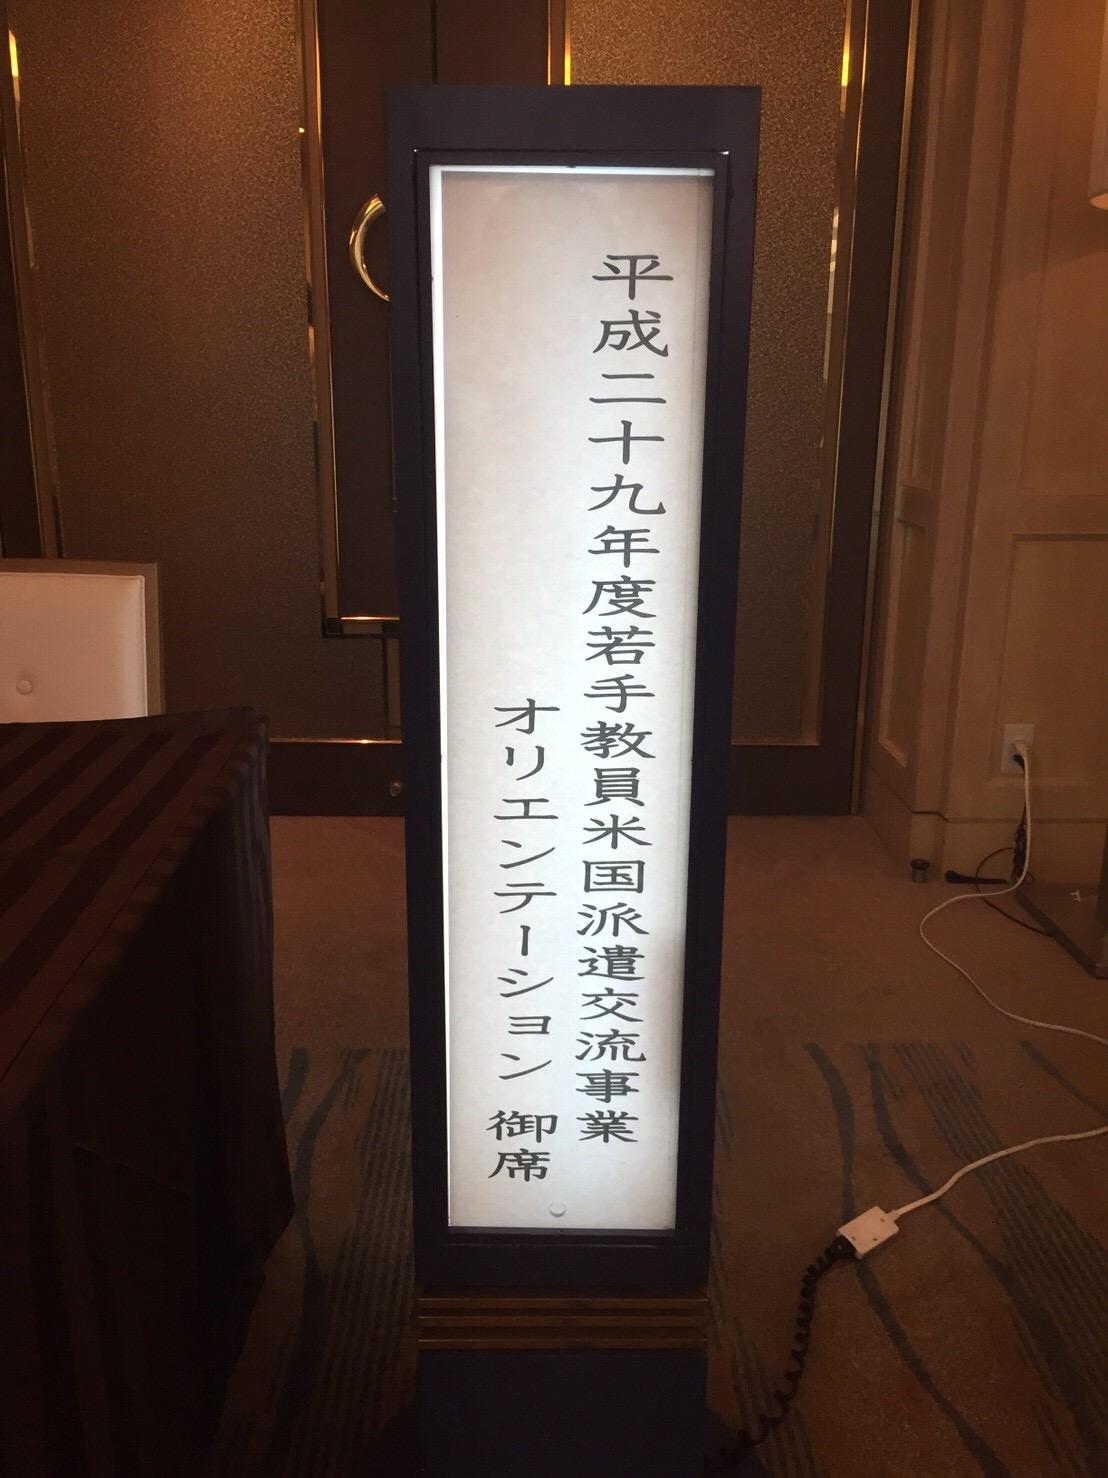 平成二十九年度若手教員米国派遣交流事業
オリエンテーション 御席